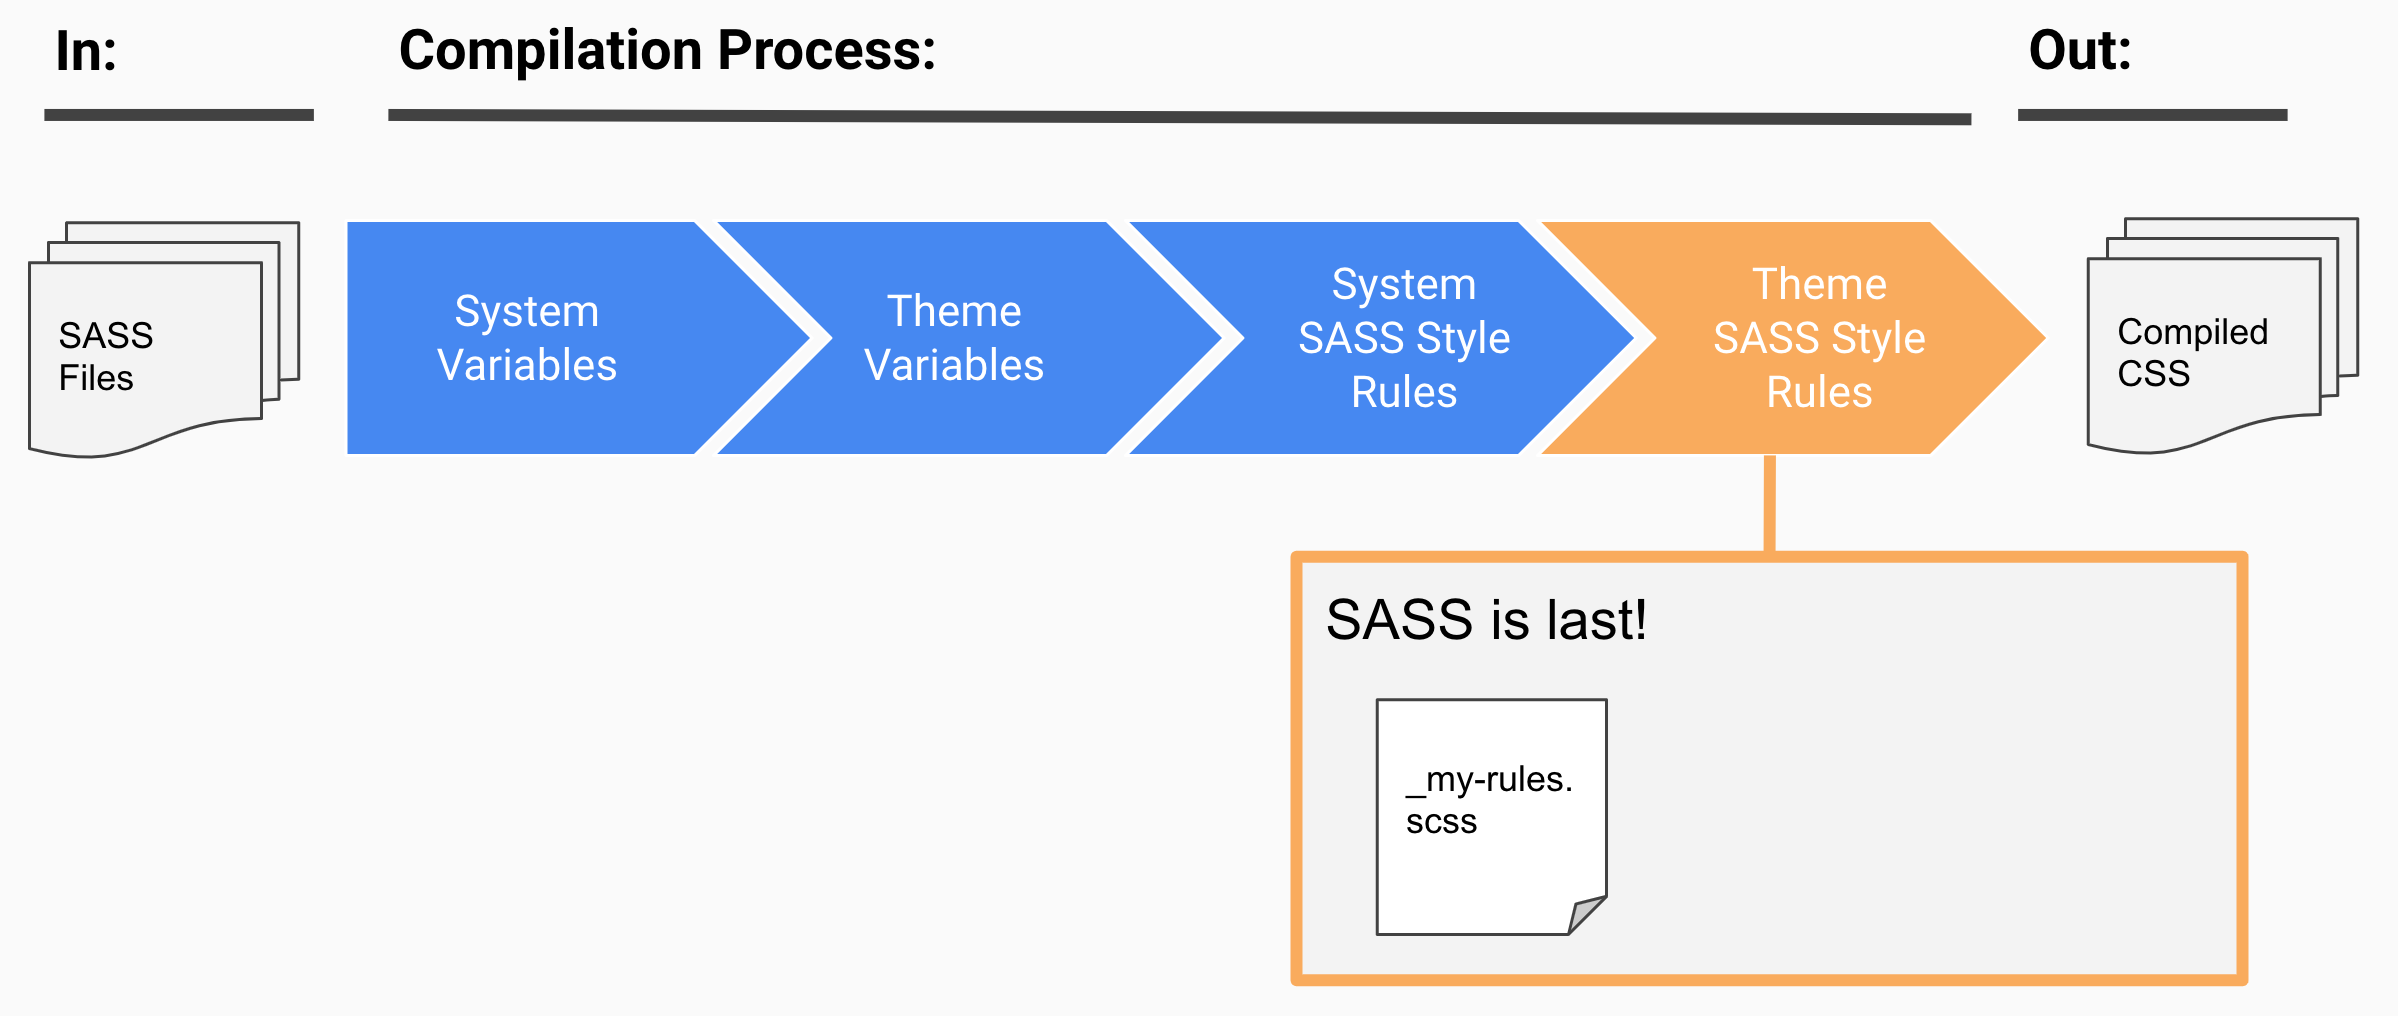 In:
Compilation Process:
Out:
SASS
Files
System
Variables
Theme
Variables
System
SASS Style
Rules
Theme
SASS Style
Rules
Compiled
CSS
SASS is last!
_my-rules.
scss